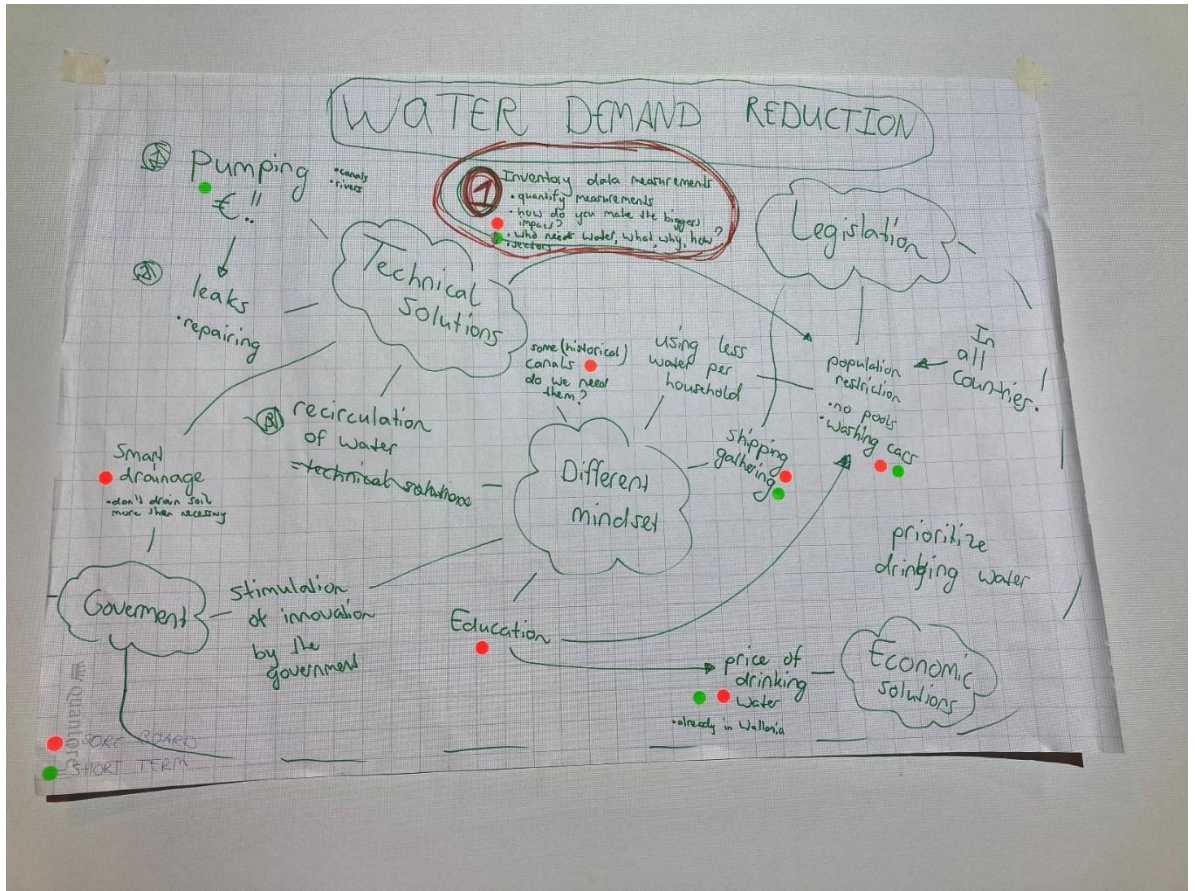 WATER DEMAND REDUCTION
Pumping
€!!
•canals
•rivers
1
Inventory data measurements
•quantify measurements
•how do you make the biggest
impact?
•Who needs water, what, why, how?
•sectors
Legislation
leaks
•repairing
Technical
solutions
some (historical)
canals
do we need
them?
using less
water per
household
population
restriction
•no pools
•washing cars
In
all
countries!
recirculation
of water
=technical solutions
Smart
drainage
•don't drain soil
more then necessary
Different
mindset
shipping
gathering
prioritize
drinking water
Goverment
stimulation
of innovation
by the
government
Education
price of
drinking
water
•already in Wallonia
Economic
solutions
quantore
BOARD
SHORT TERM